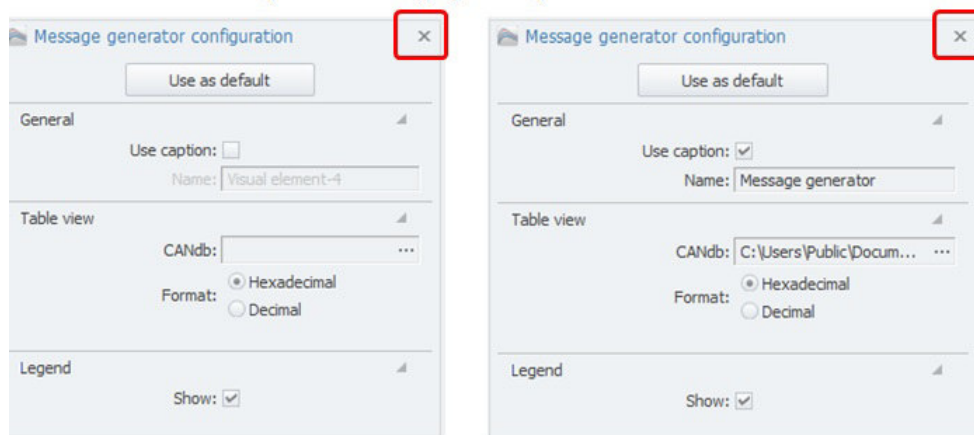 Message generator configuration
Use as default
General
Use caption:
Name: Visual element-4
Table view
CANdb: ...
Format: Hexadecimal
Decimal
Legend
Show:
Message generator configuration
Use as default
General
Use caption:
Name: Message generator
Table view
CANdb: C:\Users\Public\Docum... ...
Format: Hexadecimal
Decimal
Legend
Show: